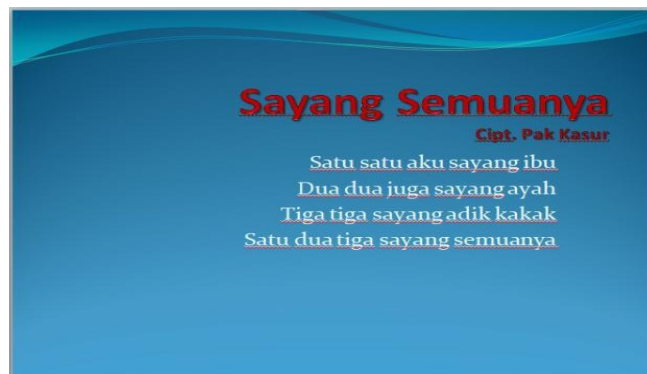 Sayang Semuanya
Cipt. Pak Kasur
Satu satu aku sayang ibu
Dua dua juga sayang ayah
Tiga tiga sayang adik kakak
Satu dua tiga sayang semuanya